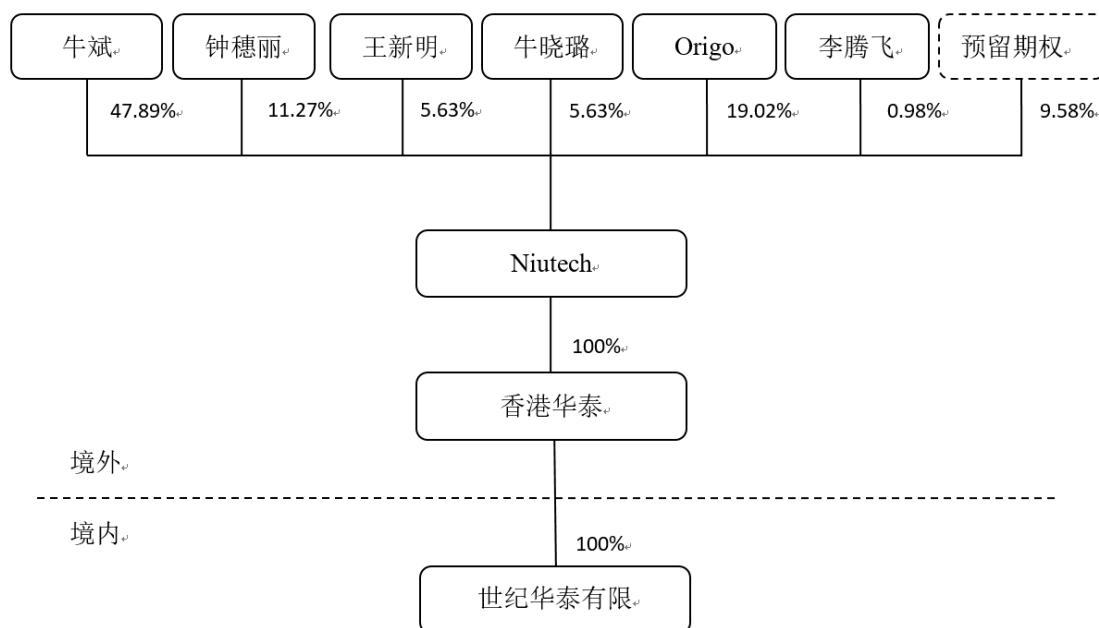 牛斌
钟穗丽
王新明
牛晓璐
Origo
李腾飞
预留期权
47.89%
11.27%
5.63%
5.63%
19.02%
0.98%
9.58%
Niutech
100%
香港华泰
境外
境内
100%
世纪华泰有限